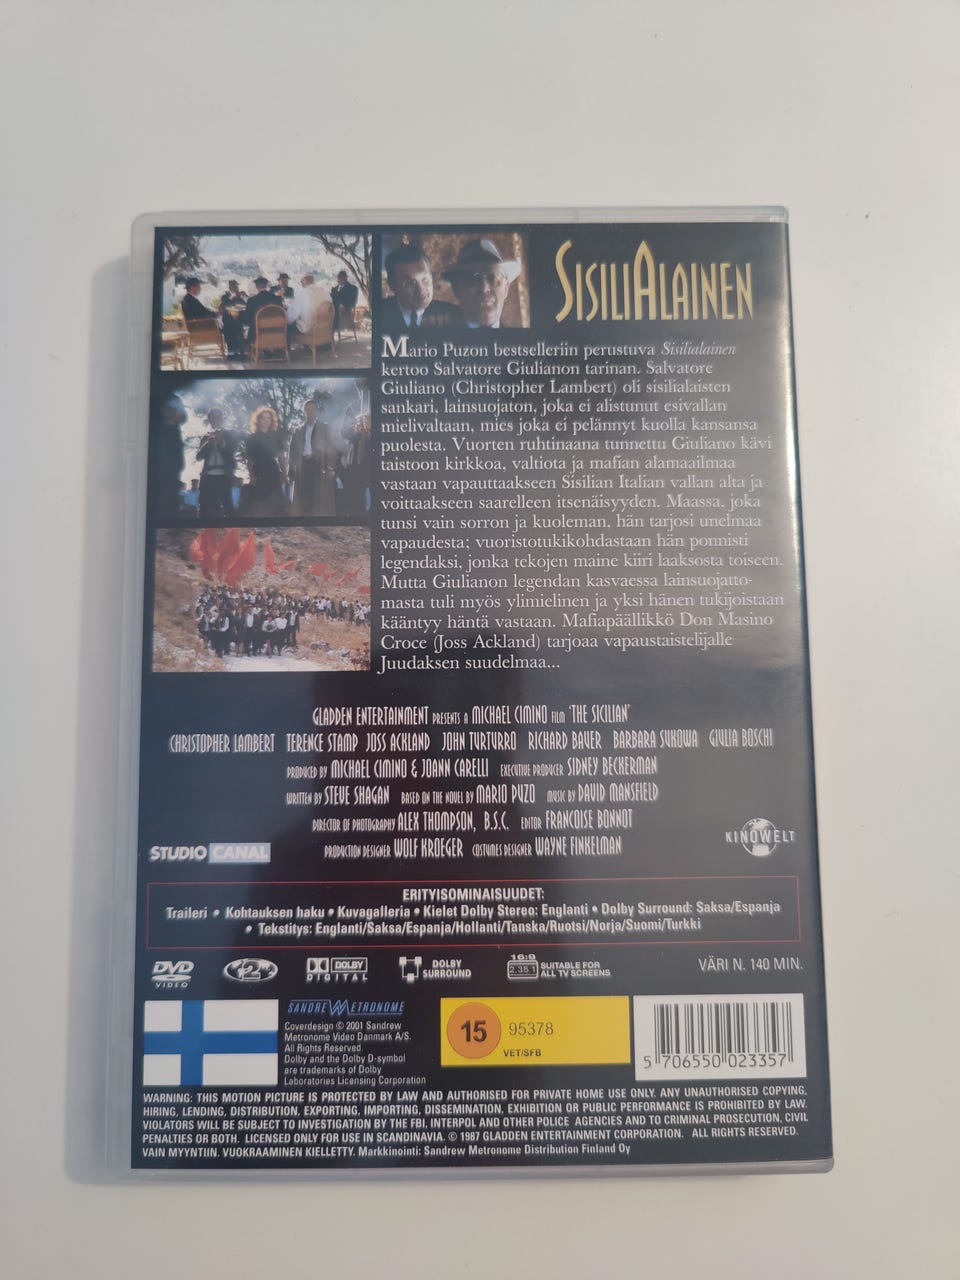 SISILIALAINEN
Mario Puzon bestselleriin perustuva Sisilialainen
kertoo Salvatore Giulianon tarinan. Salvatore
Giuliano (Christopher Lambert) oli sisilialaisten
sankari, lainsuojaton, joka ei alistunut esivallan
mielivaltaan, mies joka ei pelännyt kuolla kansansa
puolesta. Vuorten ruhtinaana tunnettu Giuliano kävi
taistoon kirkkoa, valtiota ja mafian alamaailmaa
vastaan vapauttaakseen Sisilian Italian vallan alta ja
voittaakseen saarelleen itsenäisyyden. Maassa, joka
tunsi vain sorron ja kuoleman, hän tarjosi unelmaa
vapaudesta; vuoristotukikohdastaan hän ponnisti
legendaksi, jonka tekojen maine kiiri laaksosta toiseen.
Mutta Giulianon legendan kasvaessa lainsuojatto-
masta tuli myös ylimielinen ja yksi hänen tukijoistaan
kääntyy häntä vastaan. Mafiapäällikkö Don Masino
Croce (Joss Ackland) tarjoaa vapaustaistelijalle
Juudaksen suudelmaa...
GLADDEN ENTERTAINMENT PRESENTS A MICHAEL CIMINO FILM 'THE SICILIAN'
CHRISTOPHER LAMBERT TERENCE STAMP JOSS ACKLAND JOHN TURTURRO RICHARD BAUER BARBARA SUKOWA GIULIA BOSCHI
PRODUCED BY MICHAEL CIMINO & JOANN CARELLI EXECUTIVE PRODUCER SIDNEY BECKERMAN
WRITTEN BY STEVE SHAGAN BASED ON THE NOVEL BY MARIO PUZO MUSIC BY DAVID MANSFIELD
DIRECTOR OF PHOTOGRAPHY ALEX THOMPSON, B.S.C. EDITOR FRANCOISE BONNOT
PRODUCTION DESIGNER WOLF KROEGER COSTUMES DESIGNER WAYNE FINKELMAN
STUDIO CANAL
KINOWELT
ERITYISOMINAISUUDET:
Traileri • Kohtauksen haku • Kuvagalleria • Kielet Dolby Stereo: Englanti • Dolby Surround: Saksa/Espanja
• Tekstitys: Englanti/Saksa/Espanja/Hollanti/Tanska/Ruotsi/Norja/Suomi/Turkki
DVD VIDEO
2
DOLBY DIGITAL
DOLBY SURROUND
16:9
2.35:1
SUITABLE FOR
ALL TV SCREENS
VÄRI N. 140 MIN.
SANDREW METRONOME
Coverdesign © 2001 Sandrew
Metronome Video Danmark A/S.
All Rights Reserved.
Dolby and the Dolby D-symbol
are trademarks of Dolby
Laboratories Licensing Corporation
15
95378
VET/SFB
5 706550 023357
WARNING: THIS MOTION PICTURE IS PROTECTED BY LAW AND AUTHORISED FOR PRIVATE HOME USE ONLY. ANY UNAUTHORISED COPYING,
HIRING, LENDING, DISTRIBUTION, EXPORTING, IMPORTING, DISSEMINATION, EXHIBITION OR PUBLIC PERFORMANCE IS PROHIBITED BY LAW.
VIOLATORS WILL BE SUBJECT TO INVESTIGATION BY THE FBI, INTERPOL AND OTHER POLICE AGENCIES AND TO CRIMINAL PROSECUTION, CIVIL
PENALTIES OR BOTH. LICENSED ONLY FOR USE IN SCANDINAVIA. © 1987 GLADDEN ENTERTAINMENT CORPORATION. ALL RIGHTS RESERVED.
VAIN MYYNTIIN. VUOKRAAMINEN KIELLETTY. Markkinointi: Sandrew Metronome Distribution Finland Oy